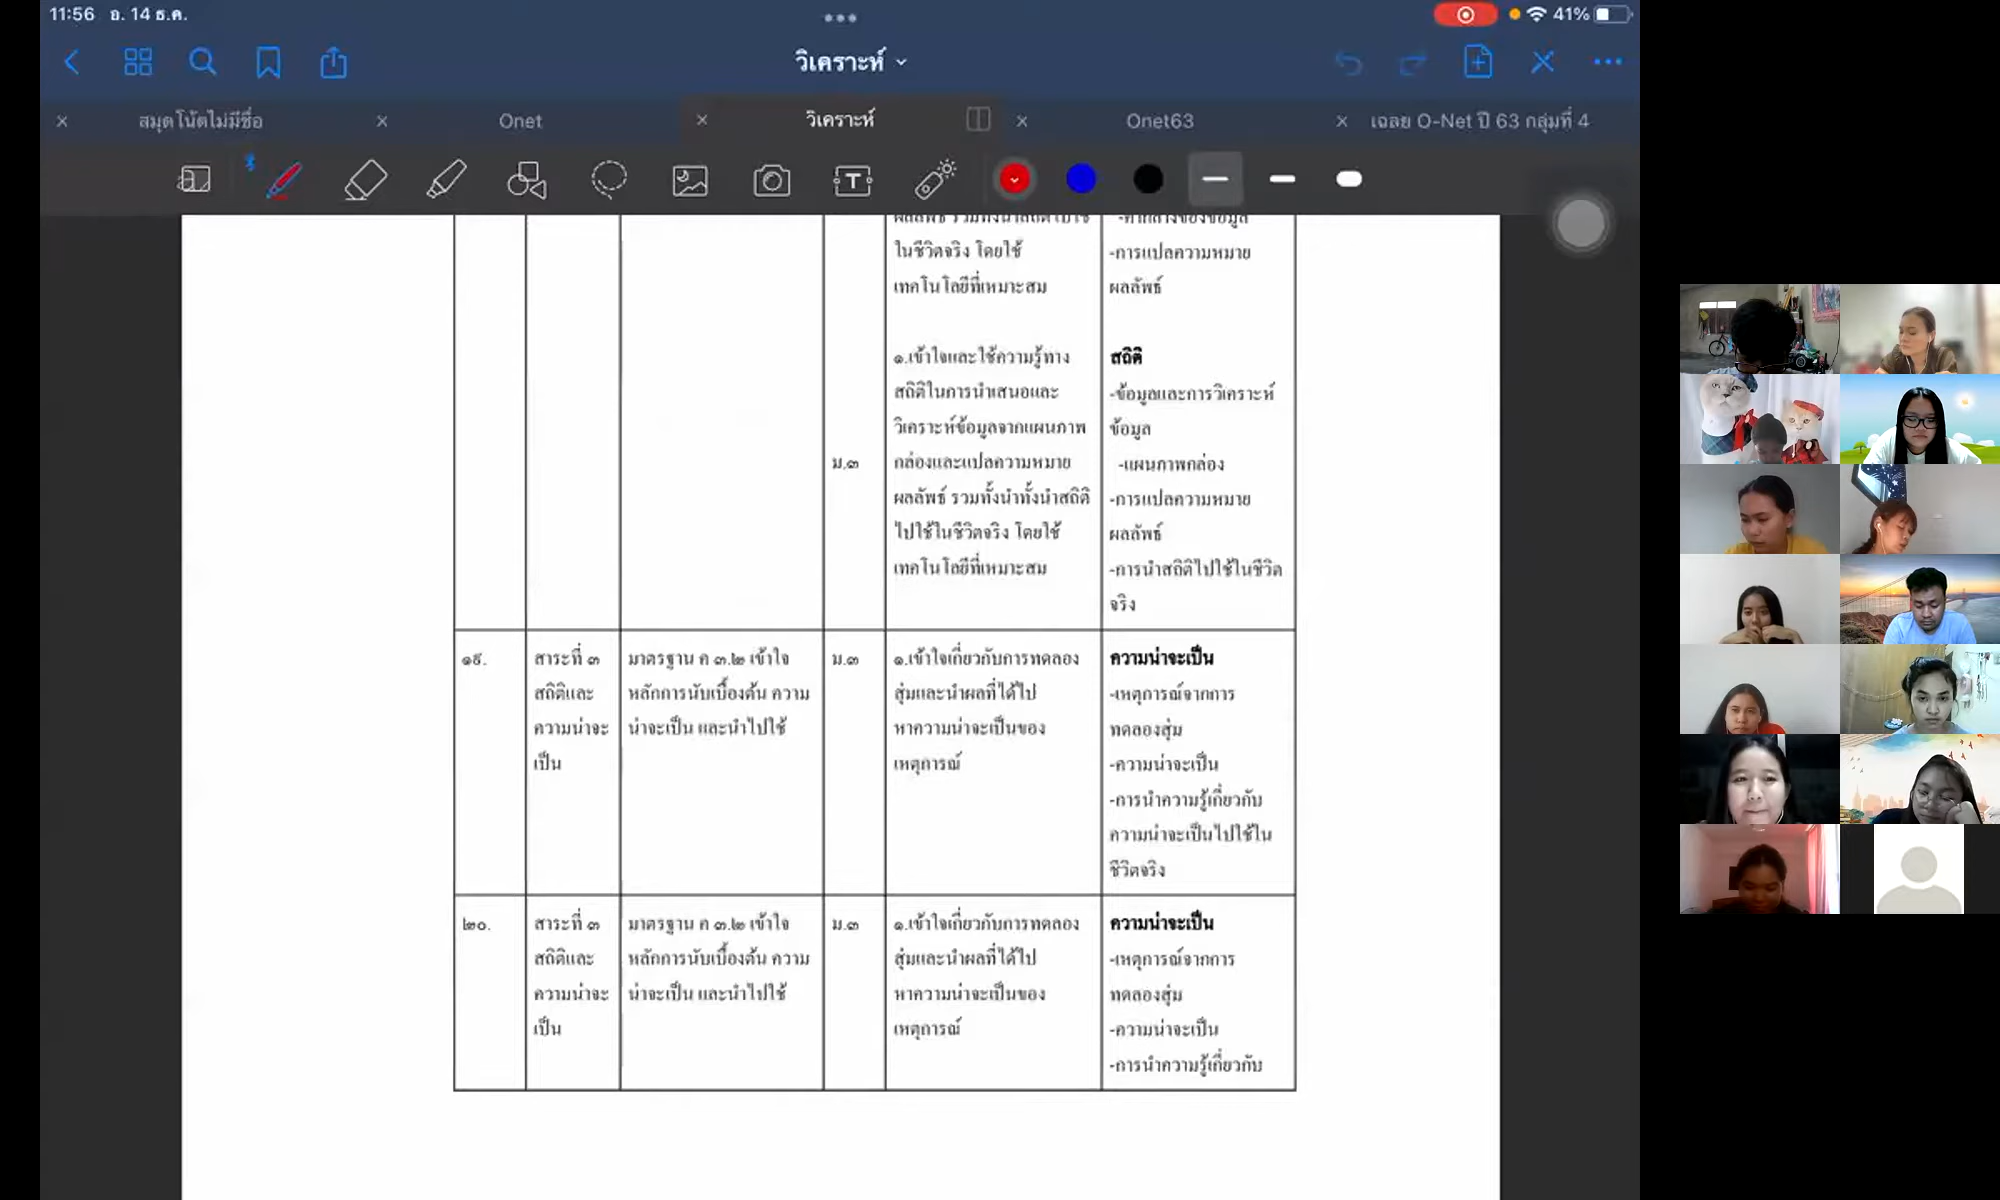 11:56 อ. 14 ธ.ค.
41%
วิเคราะห์
สมุดโน้ตไม่มีชื่อ
Onet
วิเคราะห์
Onet63
เฉลย O-Net ปี 63 กลุ่มที่ 4
T
ผลลัพธ์ รวมทั้งนำสถิติไปใช้
ในชีวิตจริง โดยใช้
เทคโนโลยีที่เหมาะสม
-ค่ากลางของข้อมูล
-การแปลความหมาย
ผลลัพธ์
ม.๓
๑.เข้าใจและใช้ความรู้ทาง
สถิติในการนำเสนอและ
วิเคราะห์ข้อมูลจากแผนภาพ
กล่องและแปลความหมาย
ผลลัพธ์ รวมทั้งนำทั้งนำสถิติ
ไปใช้ในชีวิตจริง โดยใช้
เทคโนโลยีที่เหมาะสม
สถิติ
-ข้อมูลและการวิเคราะห์
ข้อมูล
-แผนภาพกล่อง
-การแปลความหมาย
ผลลัพธ์
-การนำสถิติไปใช้ในชีวิต
จริง
๑๙.
สาระที่ ๓
สถิติและ
ความน่าจะ
เป็น
มาตรฐาน ค ๓.๒ เข้าใจ
หลักการนับเบื้องต้น ความ
น่าจะเป็น และนำไปใช้
ม.๓
๑.เข้าใจเกี่ยวกับการทดลอง
สุ่มและนำผลที่ได้ไป
หาความน่าจะเป็นของ
เหตุการณ์
ความน่าจะเป็น
-เหตุการณ์จากการ
ทดลองสุ่ม
-ความน่าจะเป็น
-การนำความรู้เกี่ยวกับ
ความน่าจะเป็นไปใช้ใน
ชีวิตจริง
๒๐.
สาระที่ ๓
สถิติและ
ความน่าจะ
เป็น
มาตรฐาน ค ๓.๒ เข้าใจ
หลักการนับเบื้องต้น ความ
น่าจะเป็น และนำไปใช้
ม.๓
๑.เข้าใจเกี่ยวกับการทดลอง
สุ่มและนำผลที่ได้ไป
หาความน่าจะเป็นของ
เหตุการณ์
ความน่าจะเป็น
-เหตุการณ์จากการ
ทดลองสุ่ม
-ความน่าจะเป็น
-การนำความรู้เกี่ยวกับ